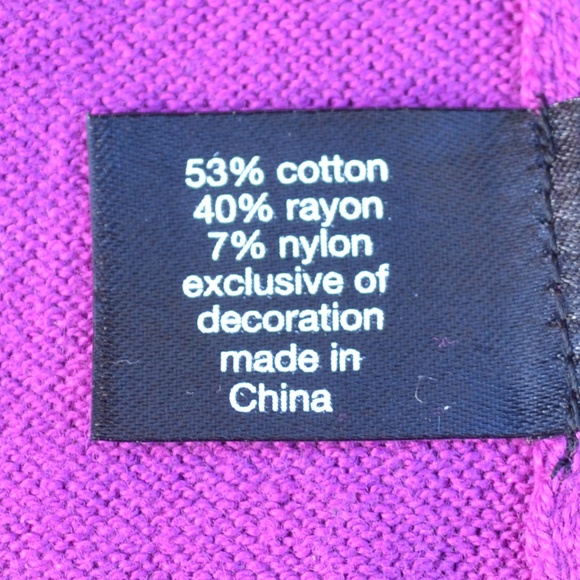 53% cotton
40% rayon
7% nylon
exclusive of
decoration
made in
China